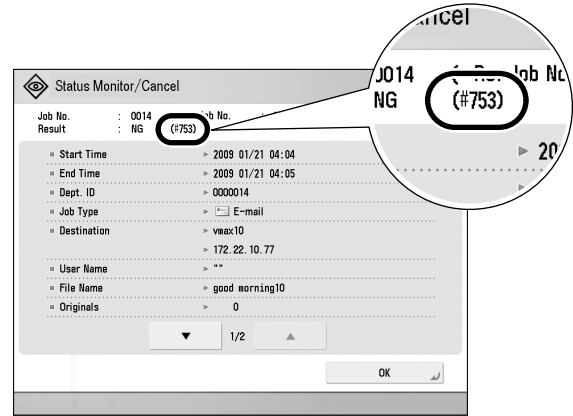 Status Monitor/Cancel
Job No. : 0014 Job No. :
Result : NG (#753)
Start Time 2009 01/21 04:04
End Time 2009 01/21 04:05
Dept. ID 0000014
Job Type E-mail
Destination vmax10
172.22.10.77
User Name ""
File Name good morning10
Originals 0
1/2
OK
0014
NG (#753)